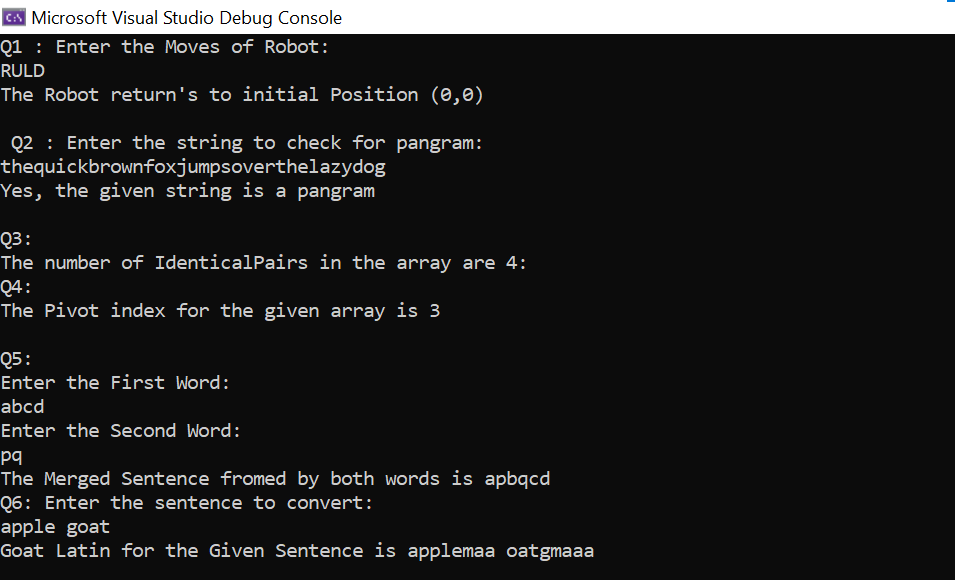 Microsoft Visual Studio Debug Console
Q1 : Enter the Moves of Robot:
RULD
The Robot return's to initial Position (0,0)
Q2 : Enter the string to check for pangram:
thequickbrownfoxjumpsoverthelazydog
Yes, the given string is a pangram
Q3:
The number of IdenticalPairs in the array are 4:
Q4:
The Pivot index for the given array is 3
Q5:
Enter the First Word:
abcd
Enter the Second Word:
pq
The Merged Sentence fromed by both words is apbqcd
Q6: Enter the sentence to convert:
apple goat
Goat Latin for the Given Sentence is applemaa oatgmaaa